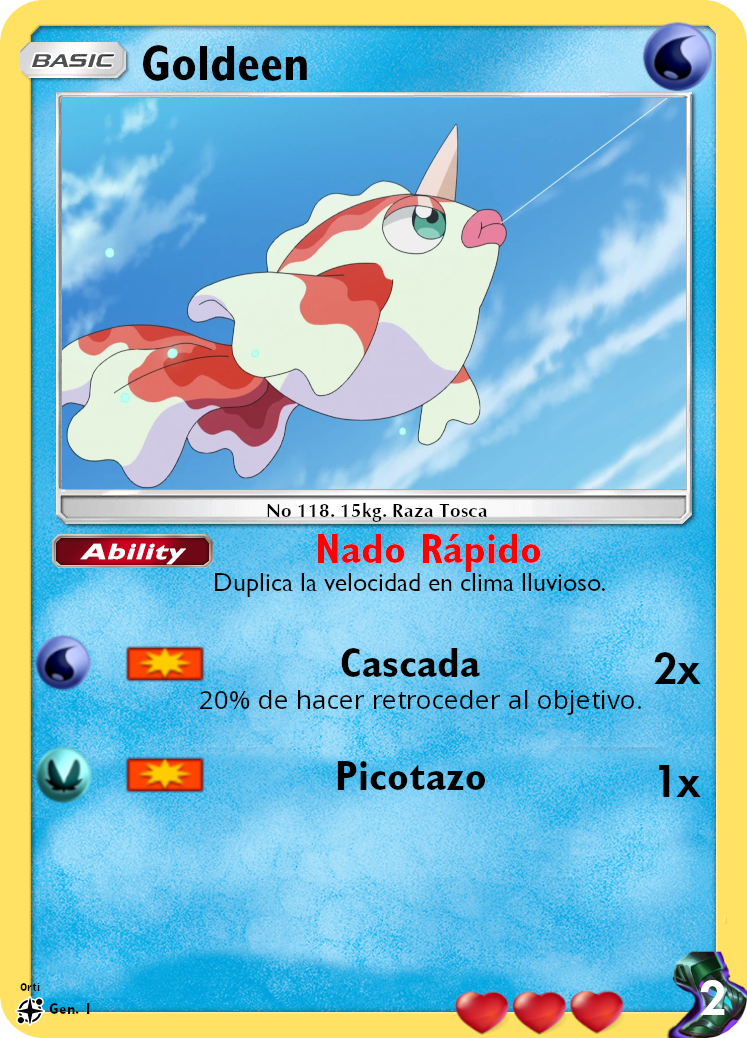 BASIC Goldeen
No 118. 15kg. Raza Tosca
Ability Nado Rápido
Duplica la velocidad en clima lluvioso.
Cascada 2x
20% de hacer retroceder al objetivo.
Picotazo 1x
Orti
Gen. I
2